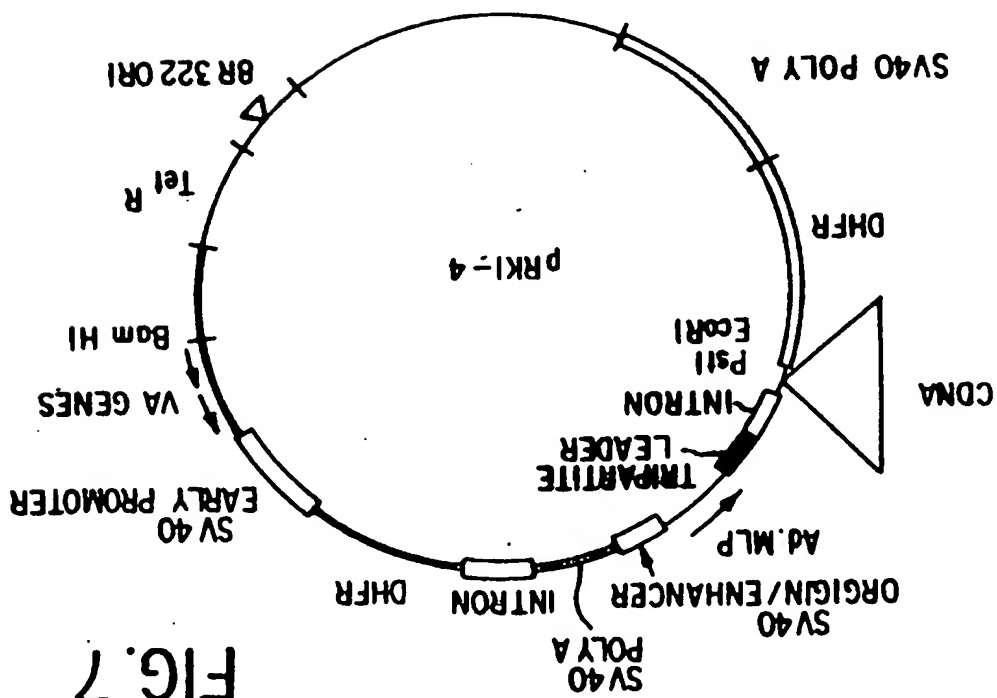 FIG. 7
SV40
POLY A
SV40
ORGIGIN/ENHANCER
INTRON
DHFR
Ad.MLP
SV40
EARLY PROMOTER
TRIPARTITE
LEADER
INTRON
VA GENES
CDNA
PstI
EcoRI
Bam HI
pRKI-4
DHFR
Tet R
SV40 POLY A
BR 322 ORI